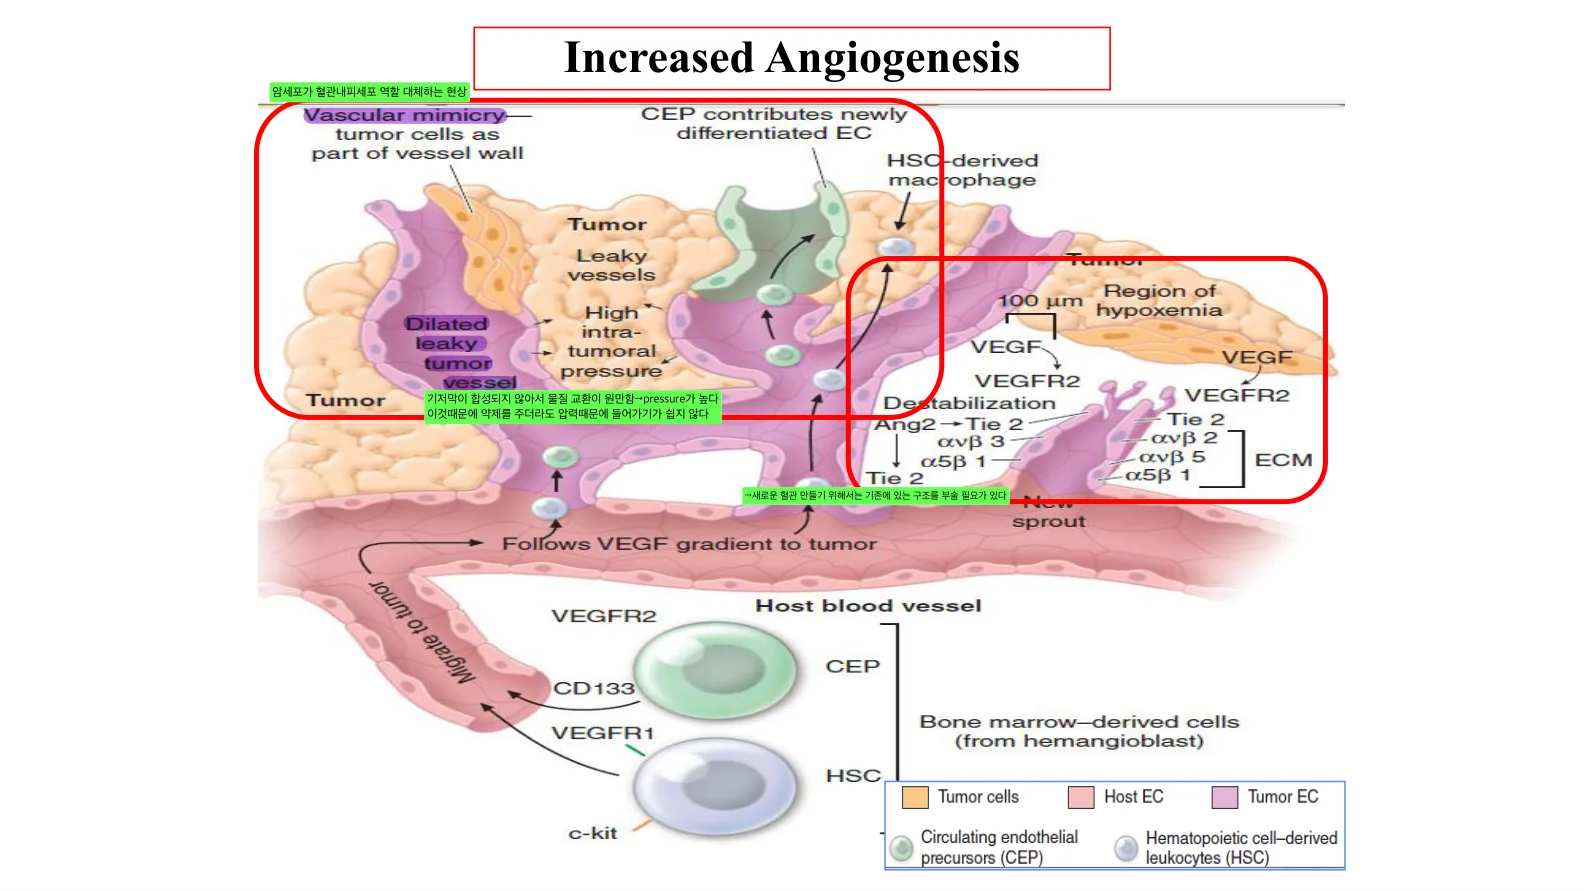 Increased Angiogenesis
암세포가 혈관내피세포 역할 대체하는 현상
Vascular mimicry—
tumor cells as
part of vessel wall
CEP contributes newly
differentiated EC
HSC-derived
macrophage
Tumor
Leaky
vessels
High
intra-
tumoral
pressure
Dilated
leaky
tumor
vessel
Tumor
기저막이 합성되지 않아서 물질 교환이 원만함→pressure가 높다
이것때문에 약제를 주더라도 압력때문에 들어가기가 쉽지 않다
Tumor
Region of
hypoxemia
100 μm
VEGF
VEGFR2
VEGF
VEGFR2
Destabilization
Ang2→Tie 2
ανβ 3
α5β 1
Tie 2
Tie 2
ανβ 2
ανβ 5
α5β 1
ECM
→새로운 혈관 만들기 위해서는 기존에 있는 구조를 부술 필요가 있다
New
sprout
Follows VEGF gradient to tumor
Migrate to tumor
Host blood vessel
VEGFR2
CEP
CD133
VEGFR1
HSC
c-kit
Bone marrow–derived cells
(from hemangioblast)
Tumor cells
Host EC
Tumor EC
Circulating endothelial
precursors (CEP)
Hematopoietic cell–derived
leukocytes (HSC)